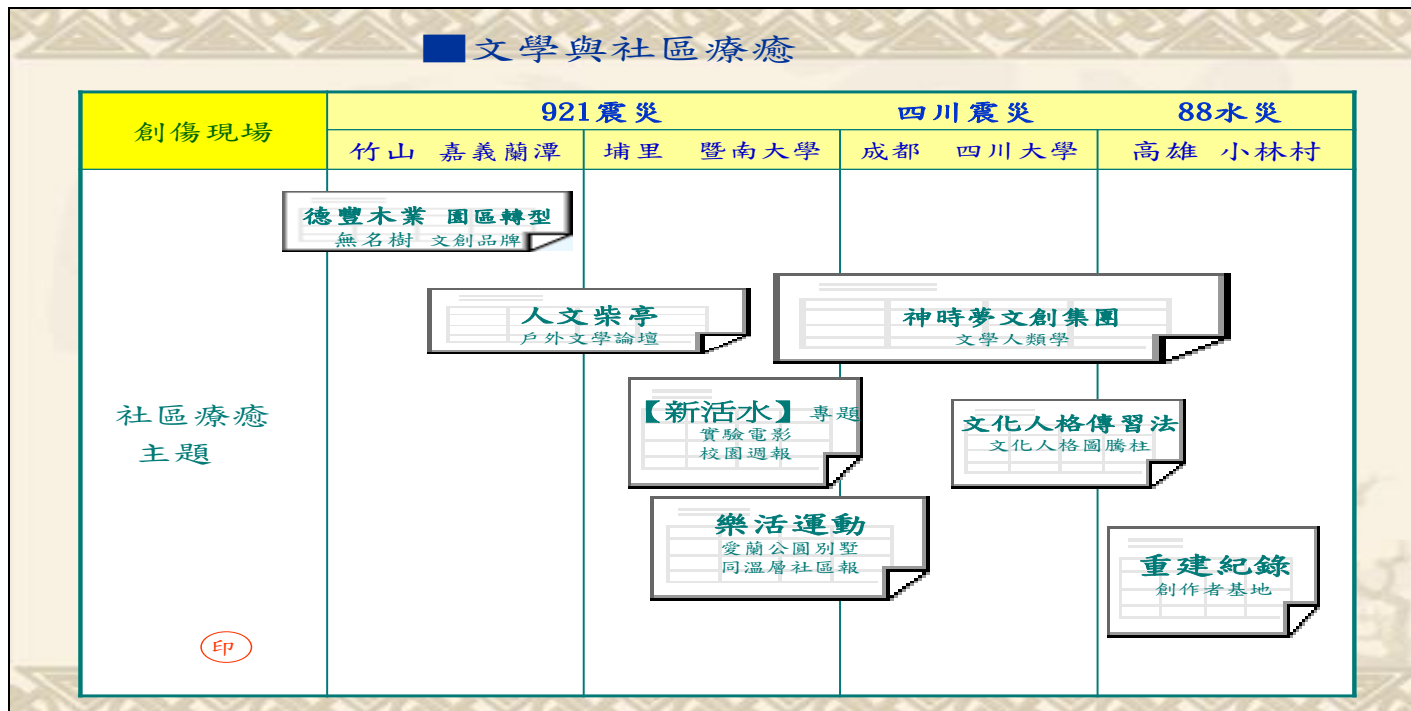 ■文學與社區療癒
創傷現場
921震災 四川震災 88水災
竹山 嘉義蘭潭 埔里 暨南大學 成都 四川大學 高雄 小林村
德豐木業 園區轉型
無名樹 文創品牌
人文柴亭
戶外文學論壇
神時夢文創集團
文學人類學
社區療癒
主題
【新活水】專題
實驗電影
校園週報
文化人格傳習法
文化人格圖騰柱
樂活運動
愛蘭公園別墅
同溫層社區報
重建紀錄
創作者基地
印